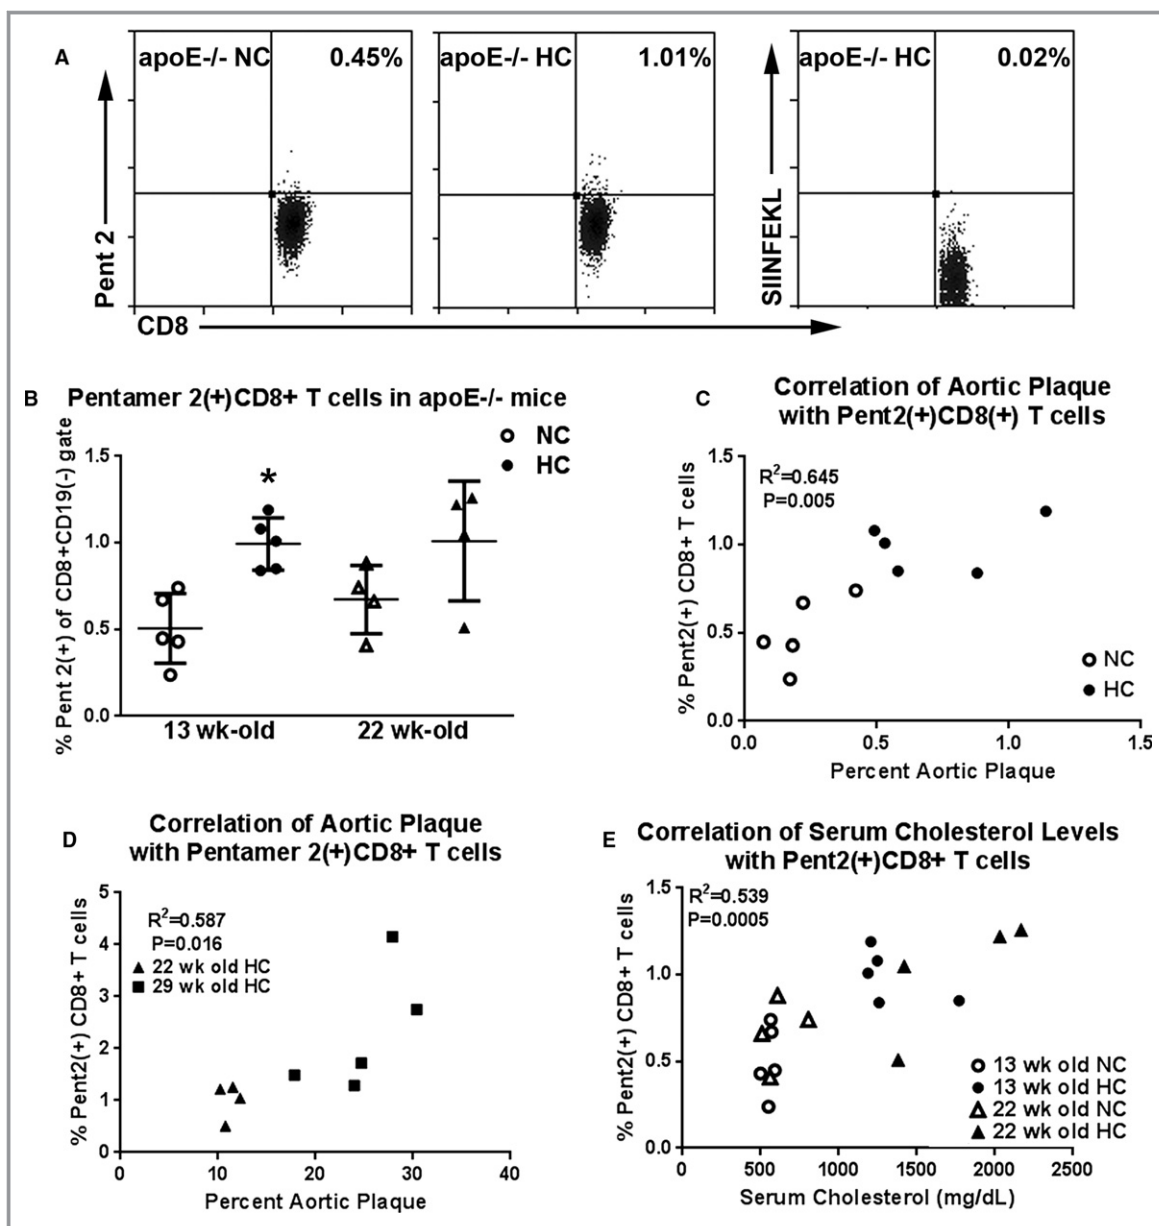 A
apoE-/- NC 0.45%
apoE-/- HC 1.01%
apoE-/- HC 0.02%
Pent 2
SIINFEKL
CD8
B
Pentamer 2(+)CD8+ T cells in apoE-/- mice
NC
HC
% Pent 2(+) of CD8+CD19(-) gate
1.5
*
1.0
0.5
0.0
13 wk-old 22 wk-old
C
Correlation of Aortic Plaque
with Pent2(+)CD8(+) T cells
% Pent2(+) CD8+ T cells
1.5
R²=0.645
P=0.005
1.0
0.5
NC
HC
0.0
0.0 0.5 1.0 1.5
Percent Aortic Plaque
D
Correlation of Aortic Plaque
with Pentamer 2(+)CD8+ T cells
% Pent2(+) CD8+ T cells
5
R²=0.587
P=0.016
4
22 wk old HC
29 wk old HC
3
2
1
0
0 10 20 30 40
Percent Aortic Plaque
E
Correlation of Serum Cholesterol Levels
with Pent2(+)CD8+ T cells
% Pent2(+) CD8+ T cells
1.5
R²=0.539
P=0.0005
1.0
0.5
13 wk old NC
13 wk old HC
22 wk old NC
22 wk old HC
0.0
0 500 1000 1500 2000 2500
Serum Cholesterol (mg/dL)